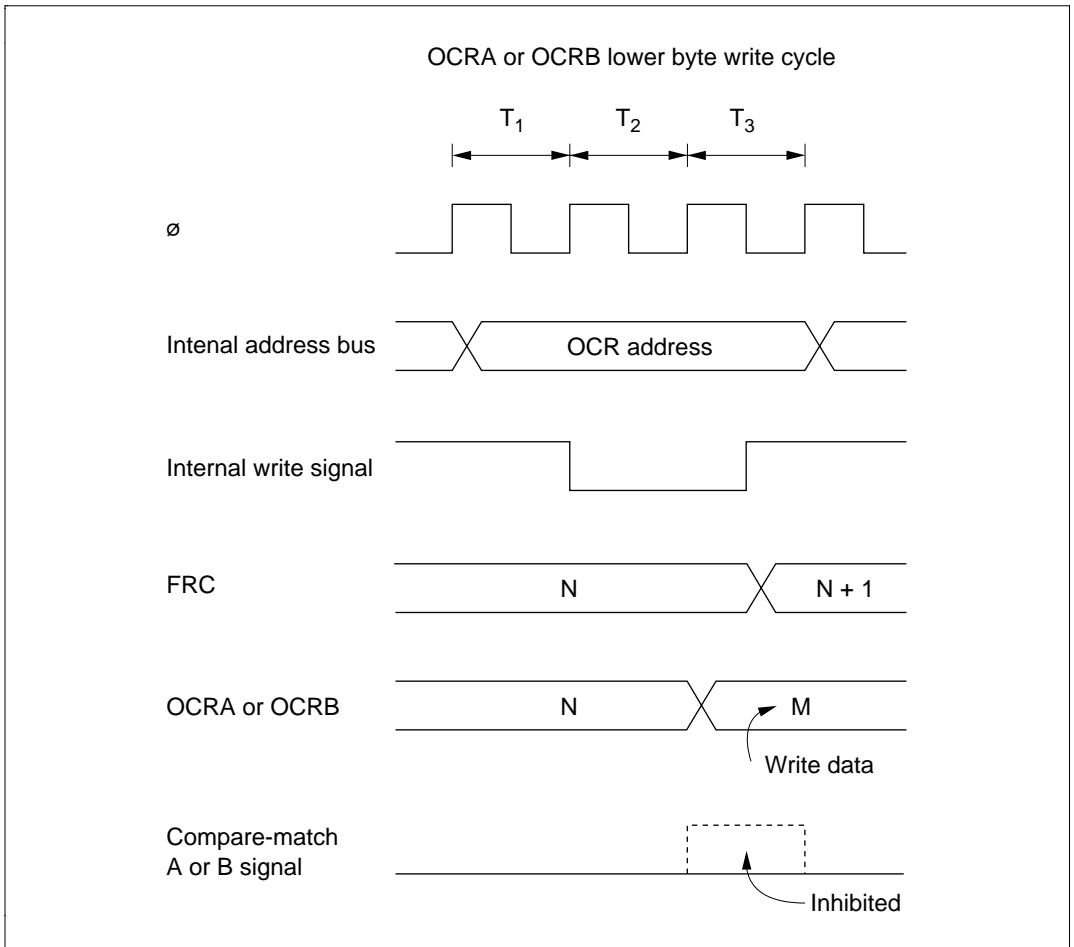 OCRA or OCRB lower byte write cycle
T1 T2 T3
ø
Intenal address bus
OCR address
Internal write signal
FRC
N
N + 1
OCRA or OCRB
N
M
Write data
Compare-match
A or B signal
Inhibited